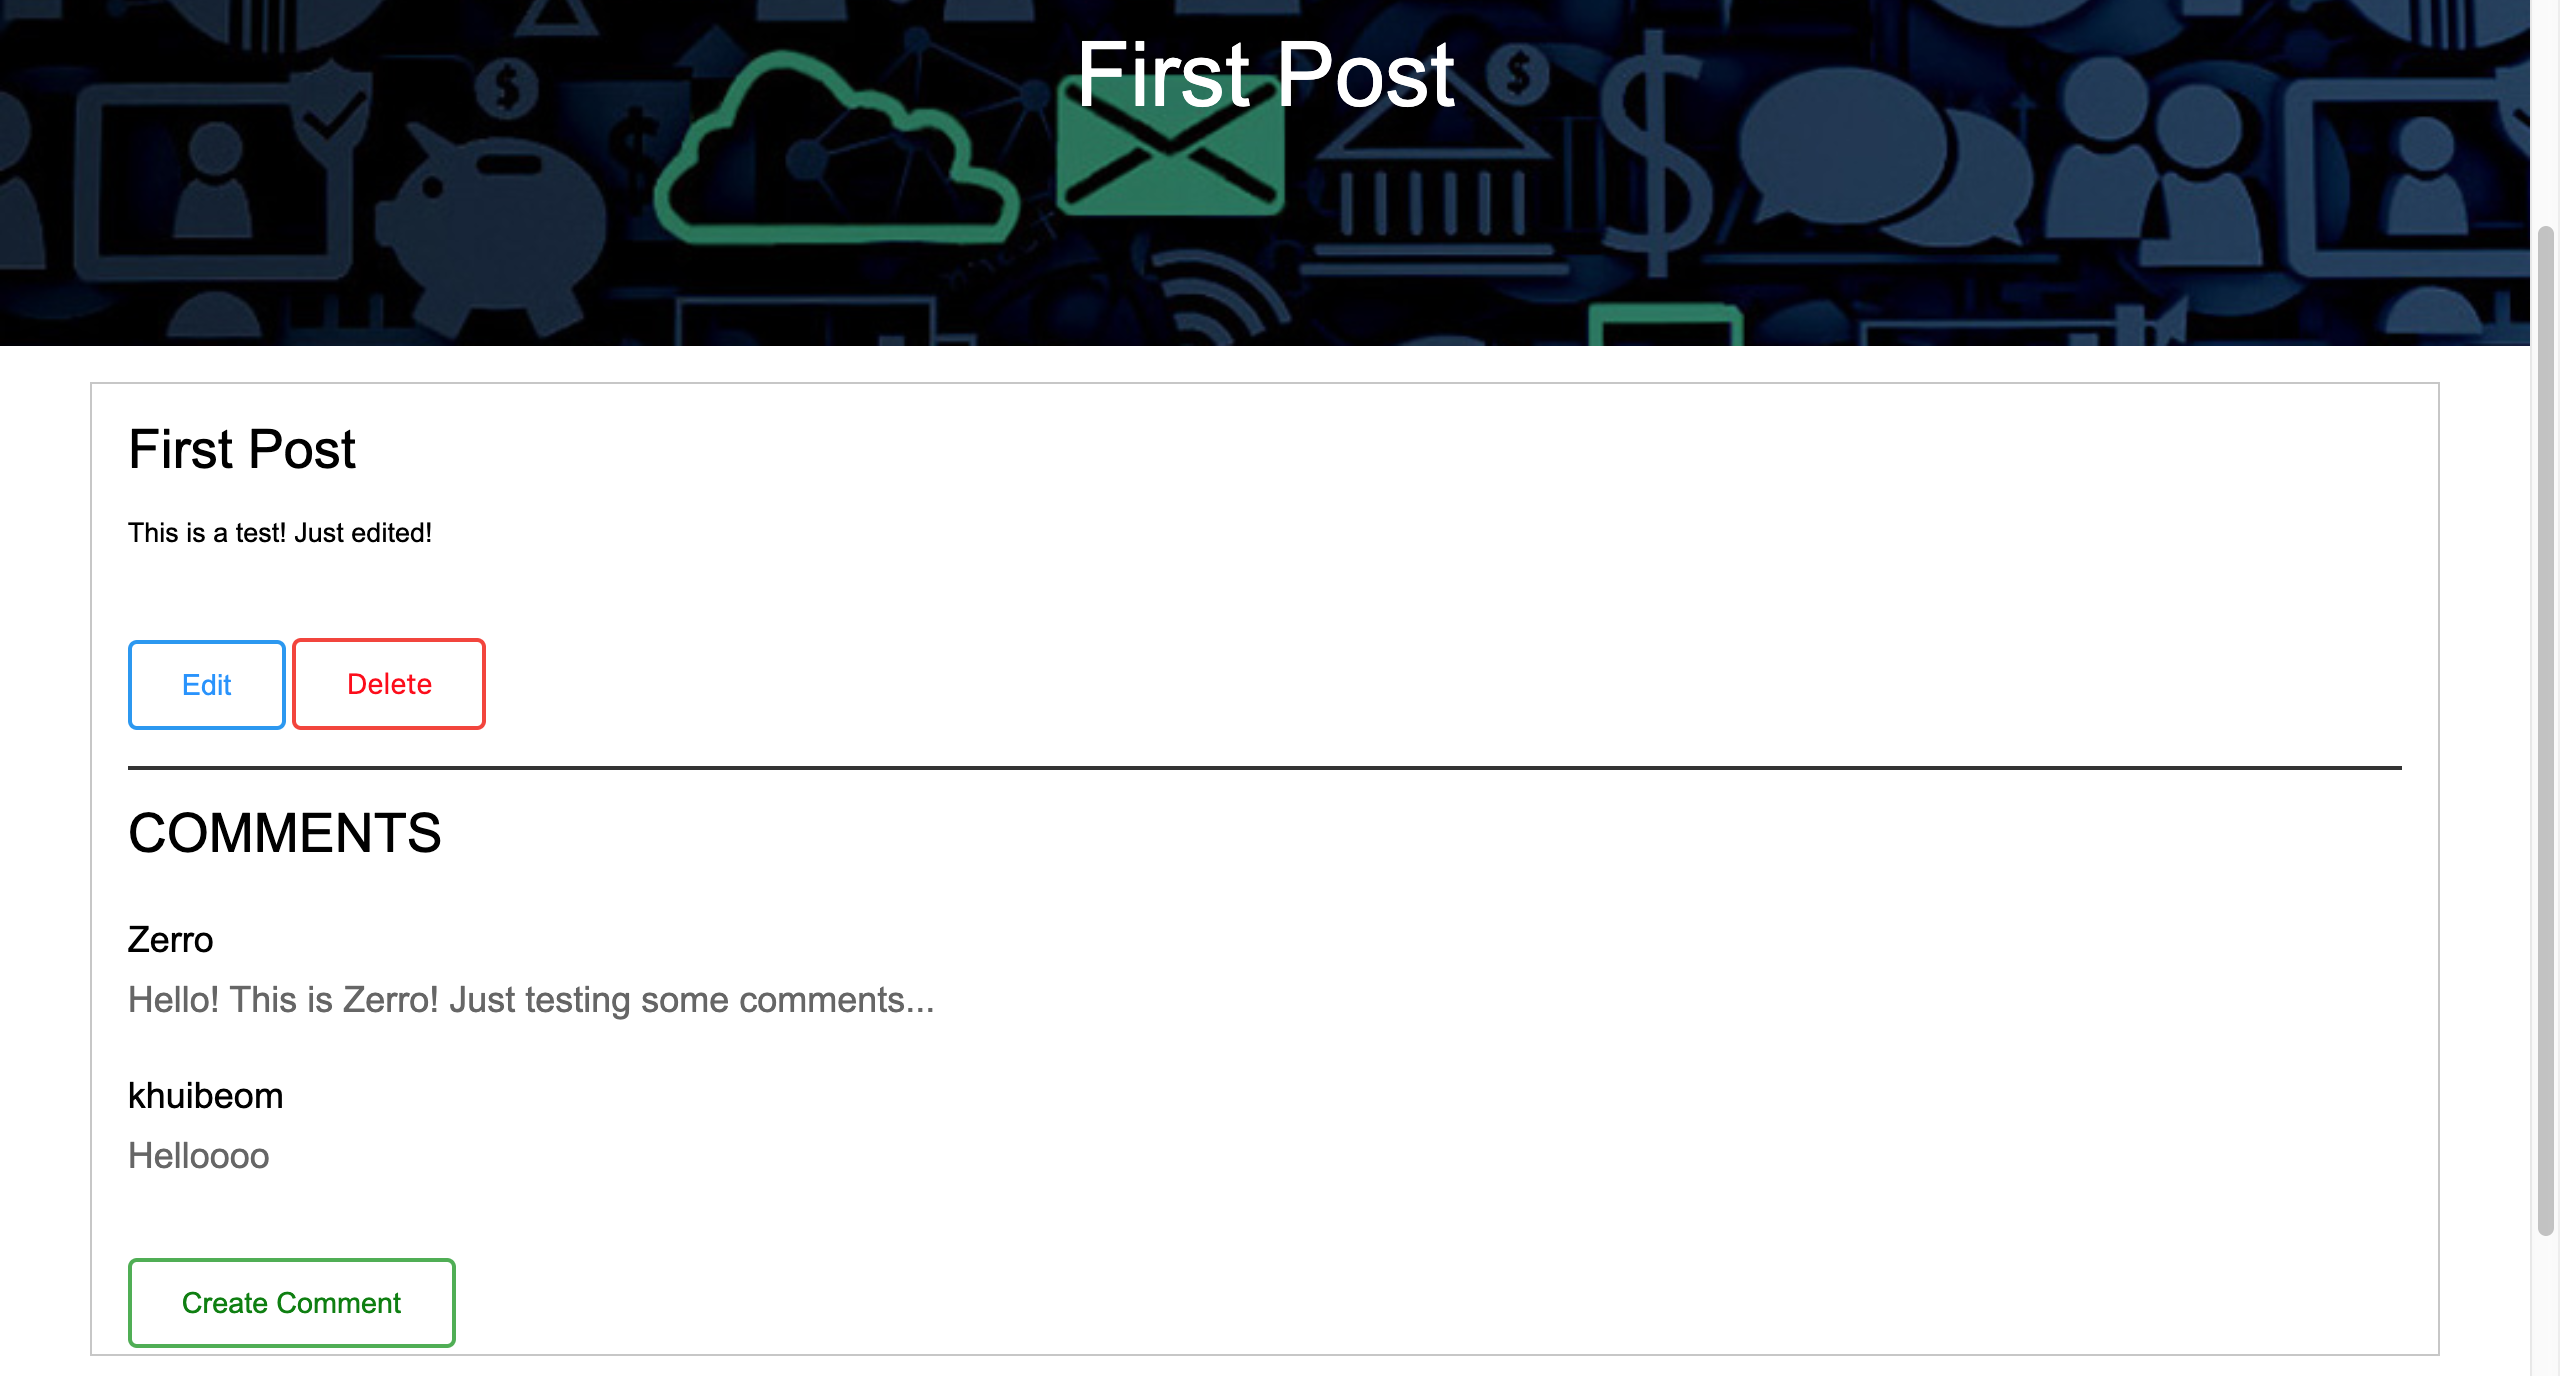 First Post
First Post
This is a test! Just edited!
Edit Delete
COMMENTS
Zerro
Hello! This is Zerro! Just testing some comments...
khuibeom
Helloooo
Create Comment